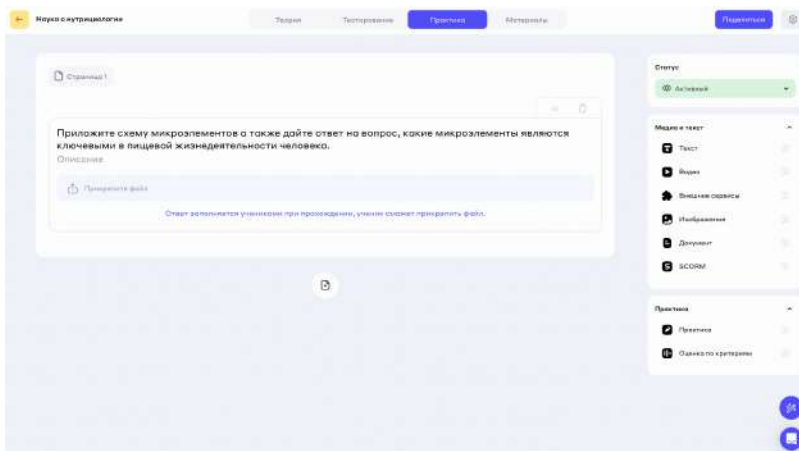 Наука о нутрициологии
Теория
Тестирование
Практика
Материалы
Поделиться
Страница 1
Приложите схему микроэлементов а также дайте ответ на вопрос, какие микроэлементы являются
ключевыми в пищевой жизнедеятельности человека.
Описание
Прикрепите файл
Ответ заполняется учениками при прохождении, ученик сможет прикрепить файл.
Статус
Активный
Медиа и текст
Текст
Видео
Внешние сервисы
Изображения
Документ
SCORM
Практика
Практика
Оценка по критериям